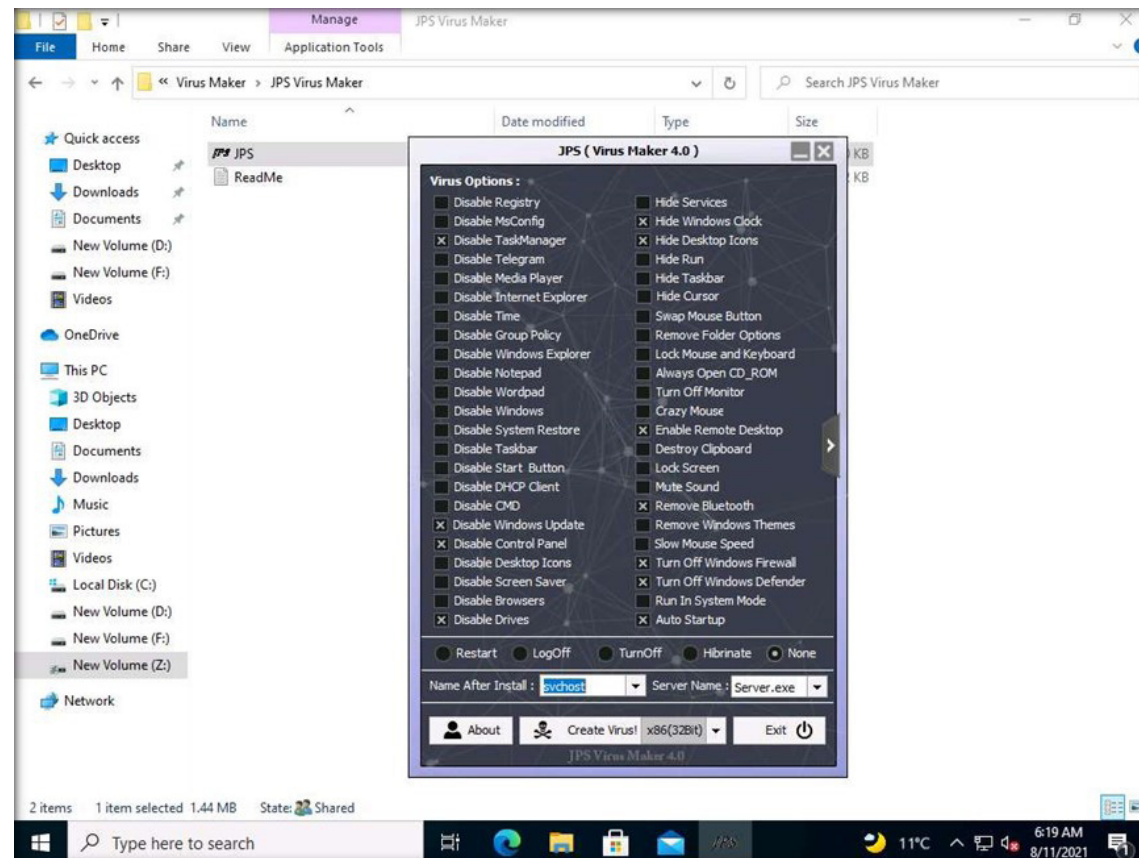 Manage
JPS Virus Maker
File
Home
Share
View
Application Tools
« Virus Maker > JPS Virus Maker
Search JPS Virus Maker
Name
Date modified
Type
Size
Quick access
Desktop
Downloads
Documents
New Volume (D:)
New Volume (F:)
Videos
OneDrive
This PC
3D Objects
Desktop
Documents
Downloads
Music
Pictures
Videos
Local Disk (C:)
New Volume (D:)
New Volume (F:)
New Volume (Z:)
Network
JPS JPS
KB
ReadMe
KB
JPS ( Virus Maker 4.0 )
Virus Options :
Disable Registry
Disable MsConfig
Disable TaskManager
Disable Telegram
Disable Media Player
Disable Internet Explorer
Disable Time
Disable Group Policy
Disable Windows Explorer
Disable Notepad
Disable Wordpad
Disable Windows
Disable System Restore
Disable Taskbar
Disable Start Button
Disable DHCP Client
Disable CMD
Disable Windows Update
Disable Control Panel
Disable Desktop Icons
Disable Screen Saver
Disable Browsers
Disable Drives
Hide Services
Hide Windows Clock
Hide Desktop Icons
Hide Run
Hide Taskbar
Hide Cursor
Swap Mouse Button
Remove Folder Options
Lock Mouse and Keyboard
Always Open CD_ROM
Turn Off Monitor
Crazy Mouse
Enable Remote Desktop
Destroy Clipboard
Lock Screen
Mute Sound
Remove Bluetooth
Remove Windows Themes
Slow Mouse Speed
Turn Off Windows Firewall
Turn Off Windows Defender
Run In System Mode
Auto Startup
Restart
LogOff
TurnOff
Hibrinate
None
Name After Install : svchost
Server Name : Server.exe
About
Create Virus!
x86(32Bit)
Exit
JPS Virus Maker 4.0
2 items
1 item selected 1.44 MB
State: Shared
Type here to search
JPS
11°C
6:19 AM
8/11/2021
1